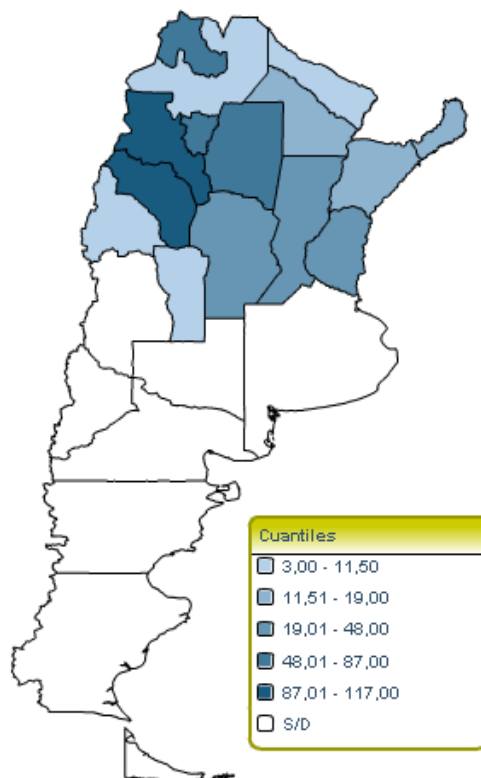 Cuantiles
3,00 - 11,50
11,51 - 19,00
19,01 - 48,00
48,01 - 87,00
87,01 - 117,00
S/D